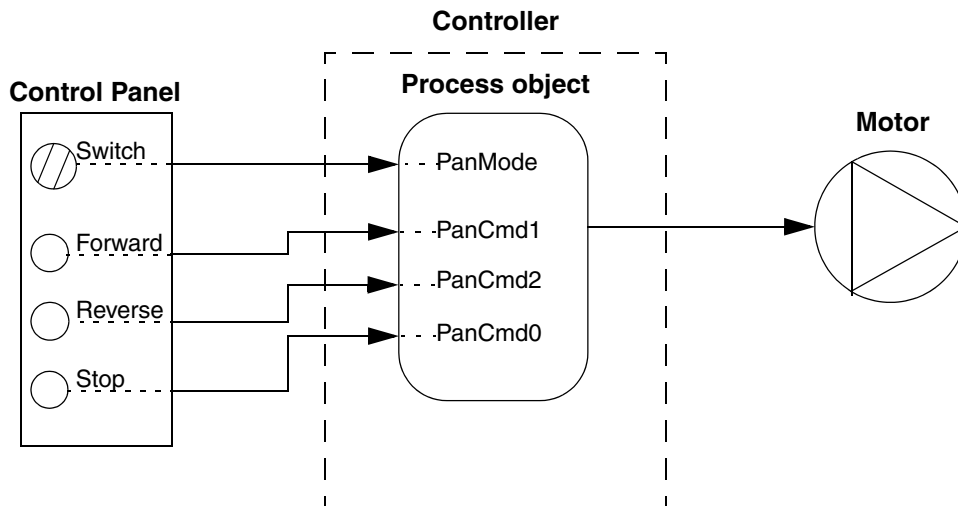 Controller
Control Panel
Process object
Motor
Switch
PanMode
Forward
PanCmd1
Reverse
PanCmd2
Stop
PanCmd0